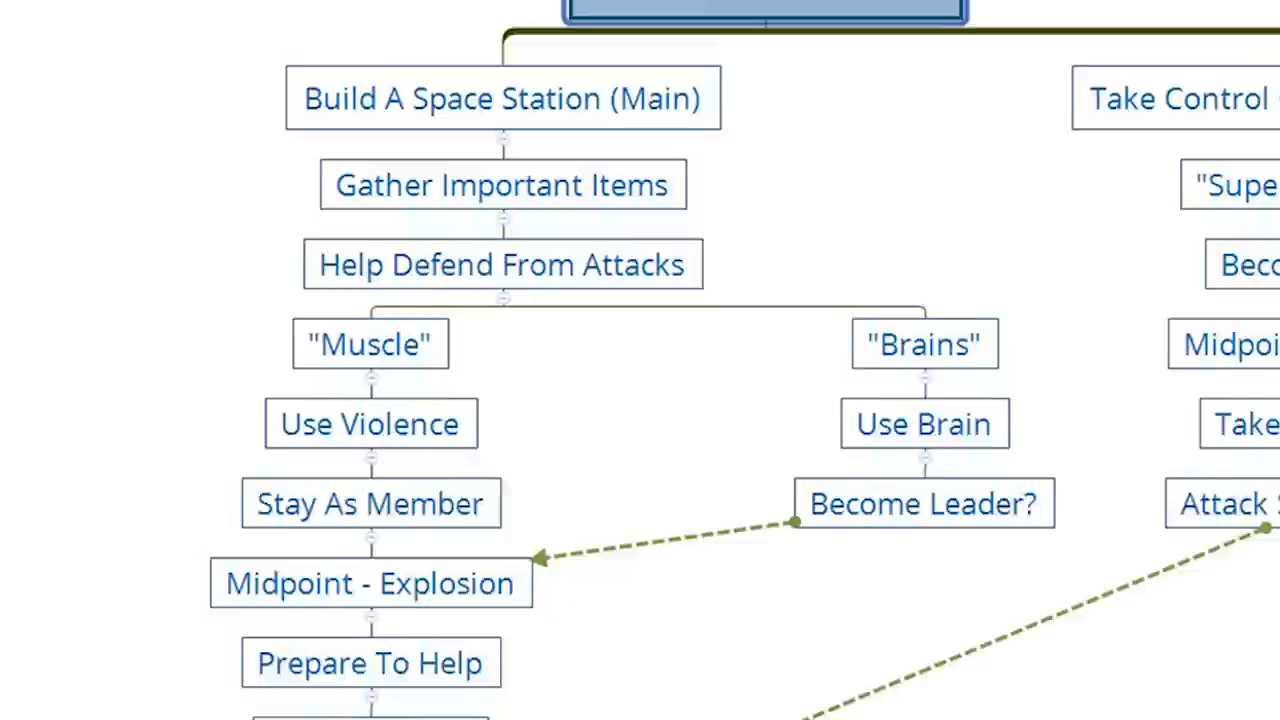 Build A Space Station (Main)
Take Control
Gather Important Items
"Supe
Help Defend From Attacks
Beco
"Muscle"
"Brains"
Midpoi
Use Violence
Use Brain
Take
Stay As Member
Become Leader?
Attack
Midpoint - Explosion
Prepare To Help